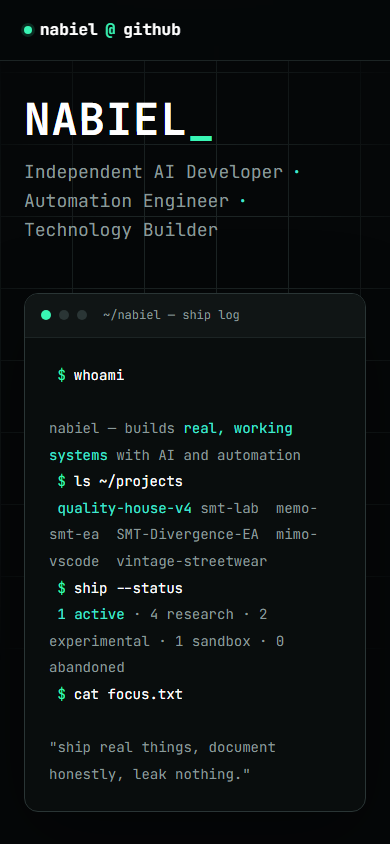 nabiel @ github
NABIEL_
Independent AI Developer ·
Automation Engineer ·
Technology Builder
~/nabiel — ship log
$ whoami
nabiel — builds real, working
systems with AI and automation
$ ls ~/projects
quality-house-v4 smt-lab memo-
smt-ea SMT-Divergence-EA mimo-
vscode vintage-streetwear
$ ship --status
1 active · 4 research · 2
experimental · 1 sandbox · 0
abandoned
$ cat focus.txt
"ship real things, document
honestly, leak nothing."